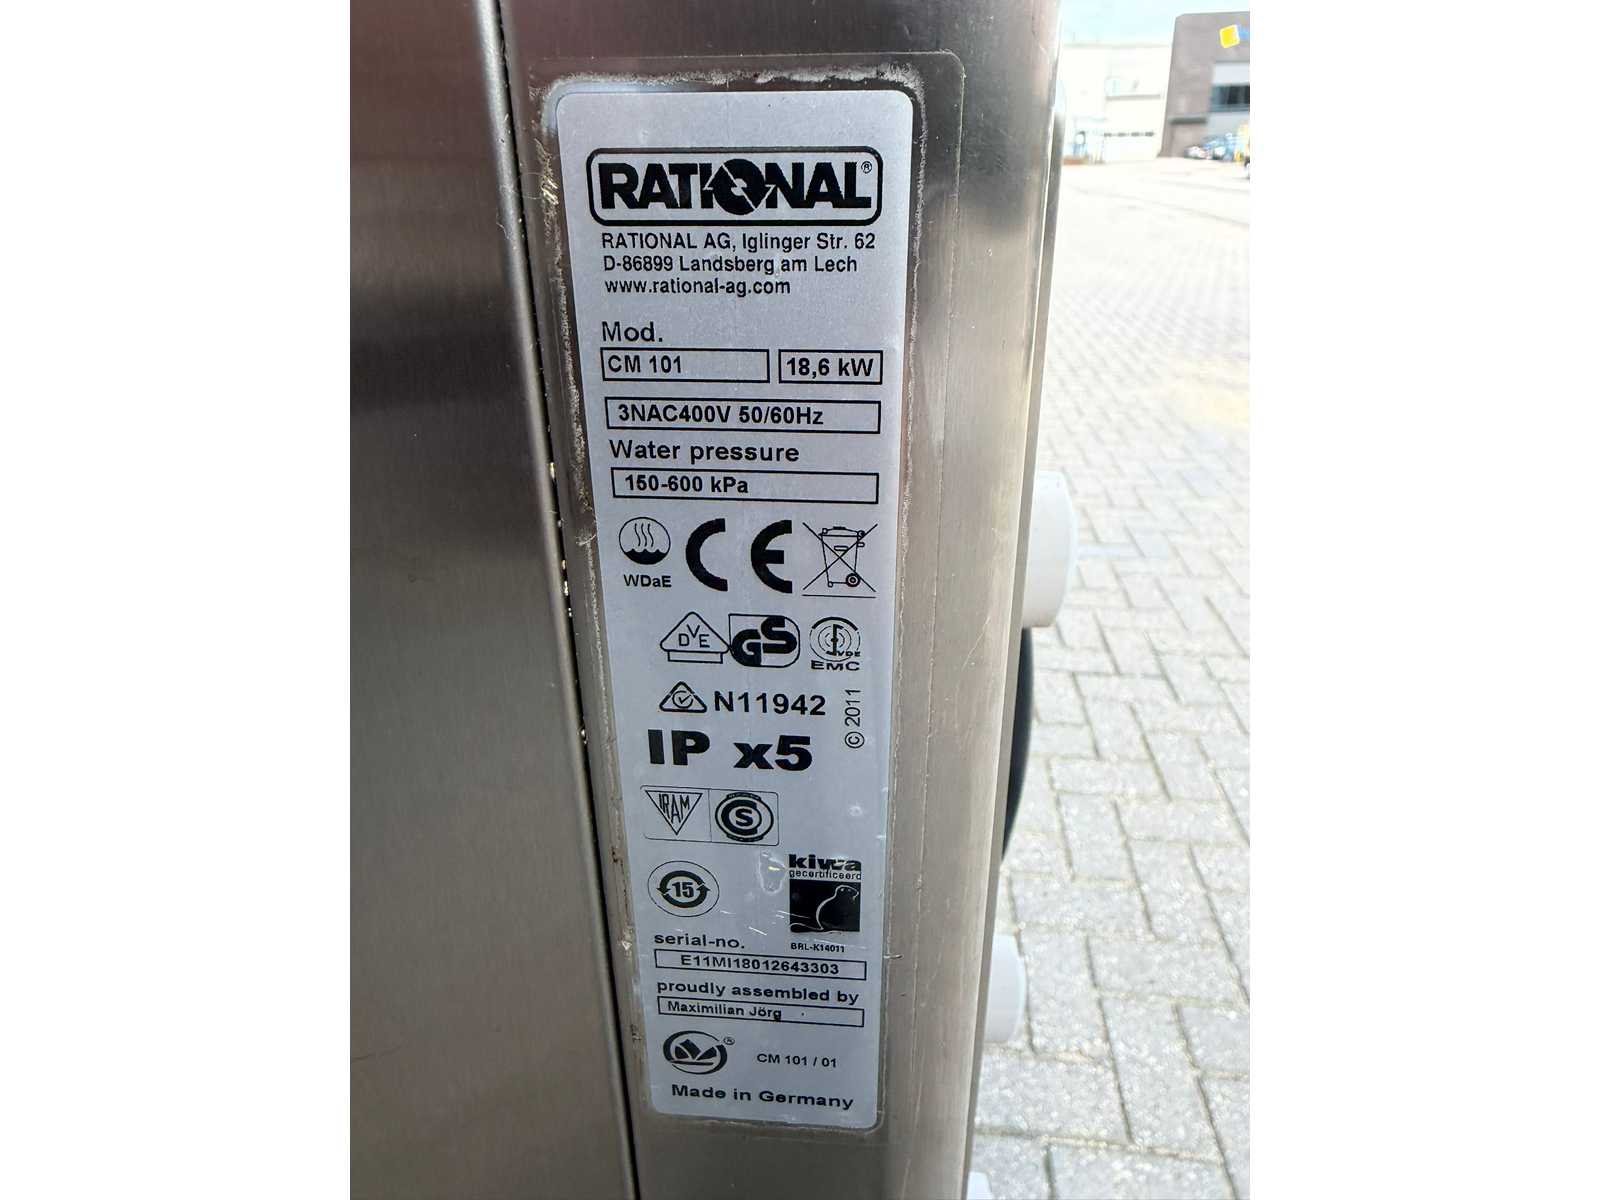 RATIONAL®
RATIONAL AG, Iglinger Str. 62
D-86899 Landsberg am Lech
www.rational-ag.com
Mod.
CM 101 18,6 kW
3NAC400V 50/60Hz
Water pressure
150-600 kPa
WDaE CE
DVE GS VDE
EMC
N11942
© 2011
IP x5
IRAM S
15
kiwa
gecertificeerd
BRL-K14011
serial-no.
E11MI18012643303
proudly assembled by
Maximilian Jörg
® CM 101 / 01
Made in Germany